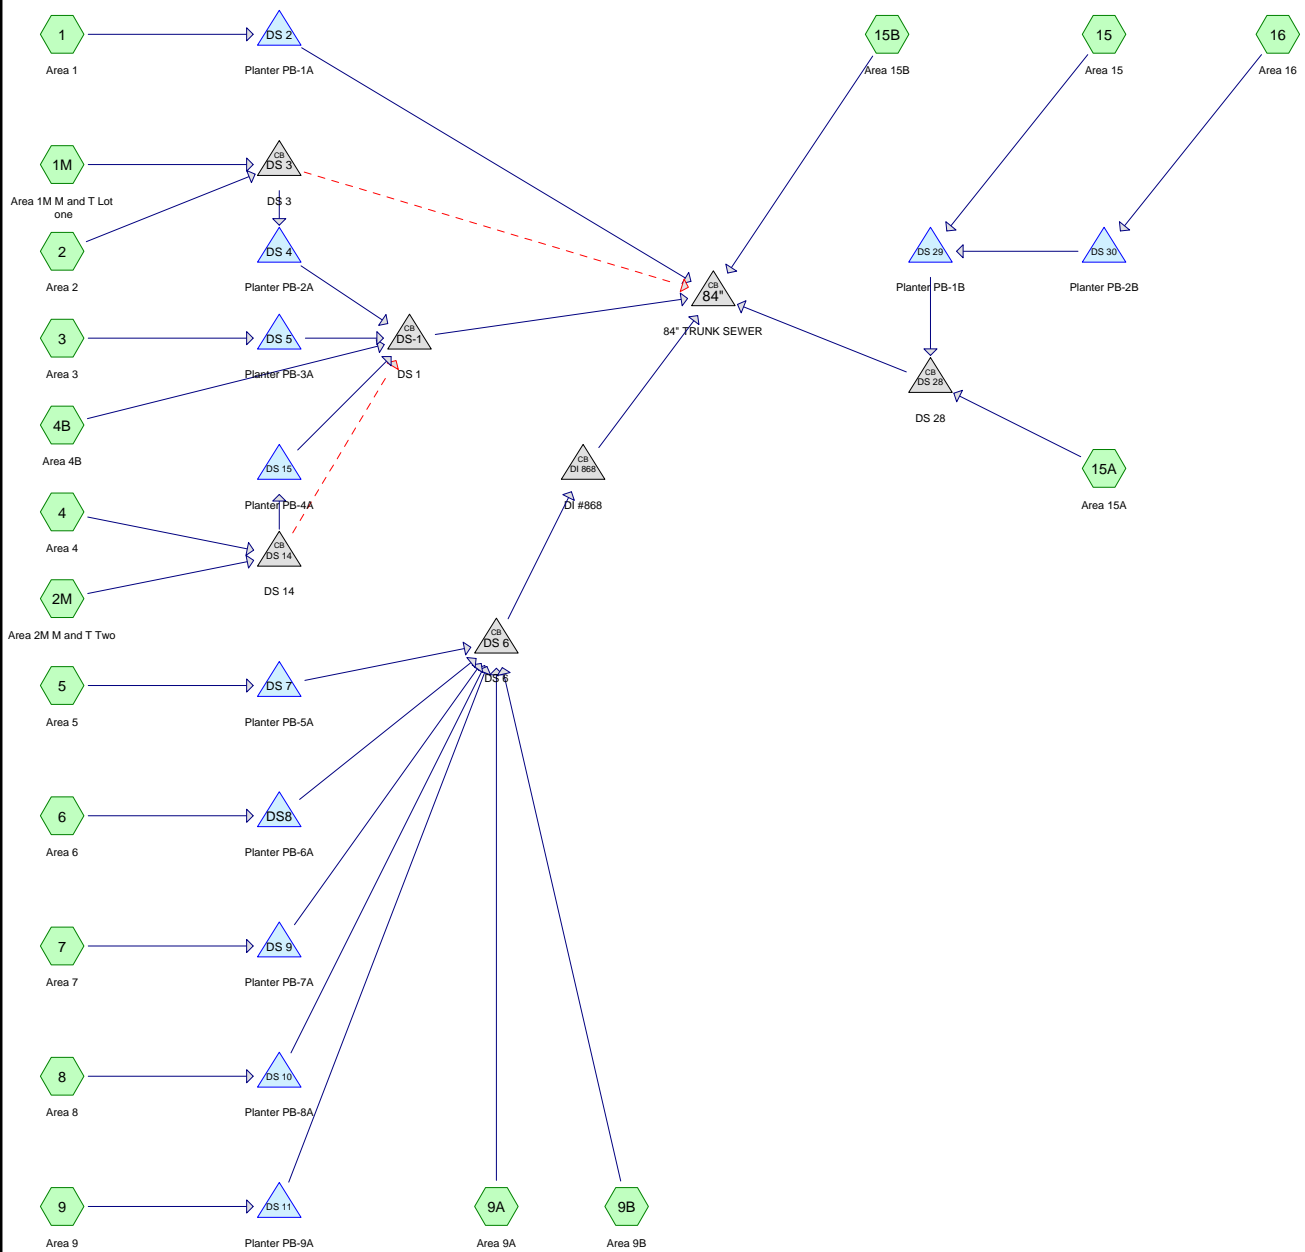 1
Area 1
DS 2
Planter PB-1A
15B
Area 15B
15
Area 15
16
Area 16
1M
Area 1M M and T Lot
one
CB
DS 3
DS 3
2
Area 2
DS 4
Planter PB-2A
DS 29
Planter PB-1B
DS 30
Planter PB-2B
CB
84"
84" TRUNK SEWER
3
Area 3
DS 5
Planter PB-3A
CB
DS-1
DS 1
CB
DS 28
DS 28
4B
Area 4B
DS 15
Planter PB-4A
CB
DI 868
DI #868
15A
Area 15A
4
Area 4
CB
DS 14
DS 14
2M
Area 2M M and T Two
CB
DS 6
DS 6
5
Area 5
DS 7
Planter PB-5A
6
Area 6
DS8
Planter PB-6A
7
Area 7
DS 9
Planter PB-7A
8
Area 8
DS 10
Planter PB-8A
9
Area 9
DS 11
Planter PB-9A
9A
Area 9A
9B
Area 9B